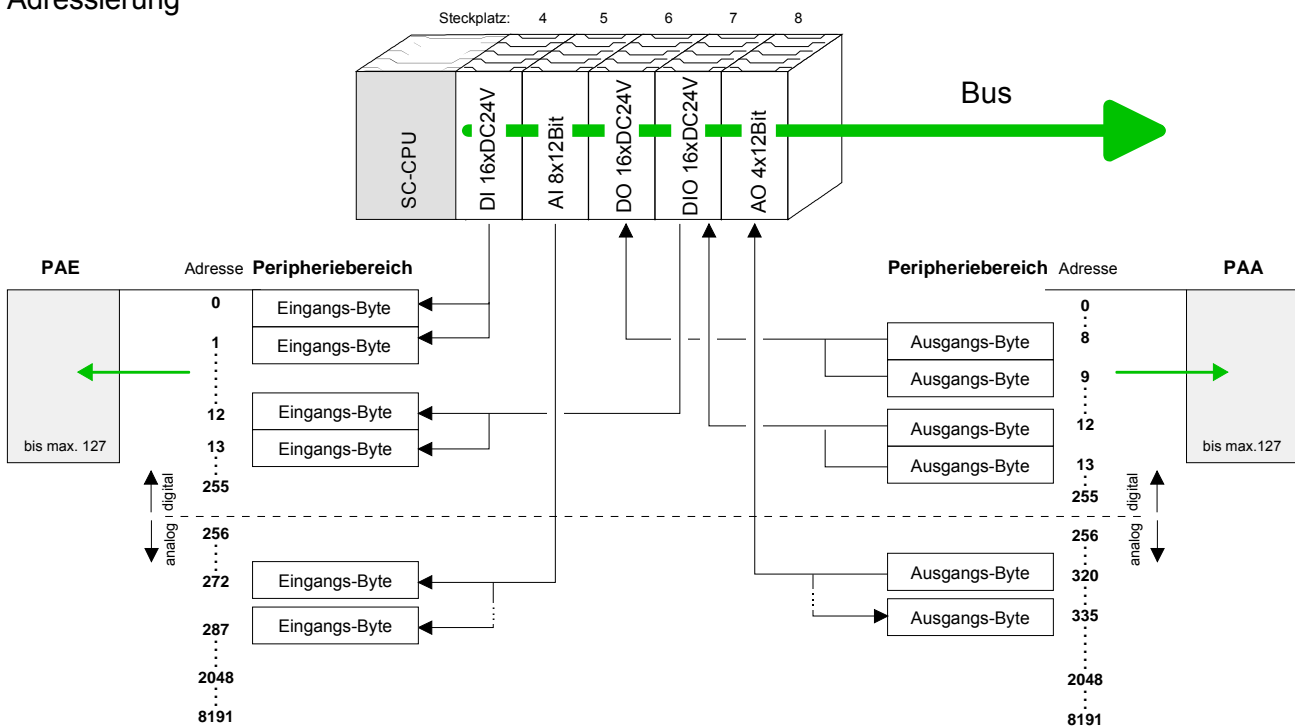 Adressierung
Steckplatz: 4 5 6 7 8
SC-CPU
DI 16xDC24V
AI 8x12Bit
DO 16xDC24V
DIO 16xDC24V
AO 4x12Bit
Bus
PAE Adresse Peripheriebereich
0 Eingangs-Byte
1 Eingangs-Byte
12 Eingangs-Byte
13 Eingangs-Byte
255
bis max. 127
digital
analog
256
272 Eingangs-Byte
287 Eingangs-Byte
2048
8191
Peripheriebereich Adresse PAA
0
Ausgangs-Byte 8
Ausgangs-Byte 9
Ausgangs-Byte 12
Ausgangs-Byte 13
255
bis max.127
digital
analog
256
Ausgangs-Byte 320
Ausgangs-Byte 335
2048
8191